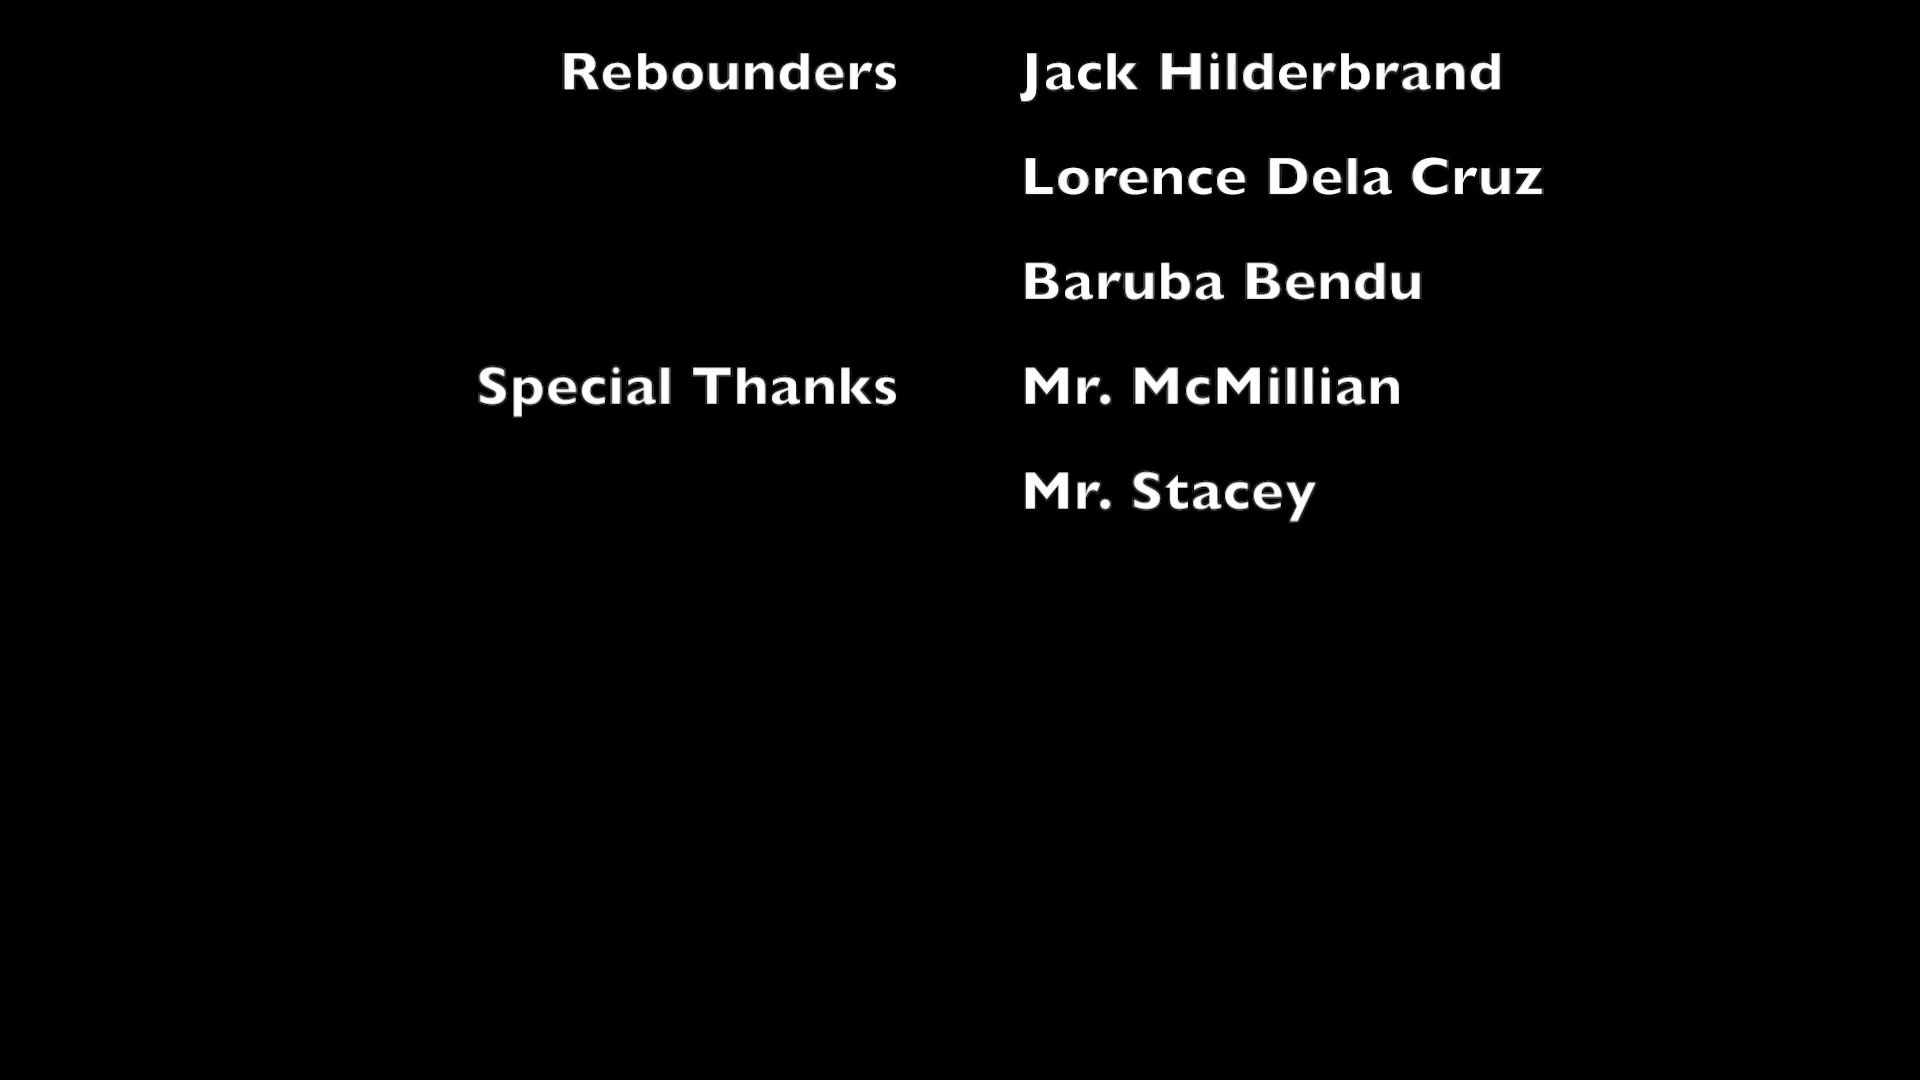 Rebounders Jack Hilderbrand
Lorence Dela Cruz
Baruba Bendu
Special Thanks Mr. McMillian
Mr. Stacey